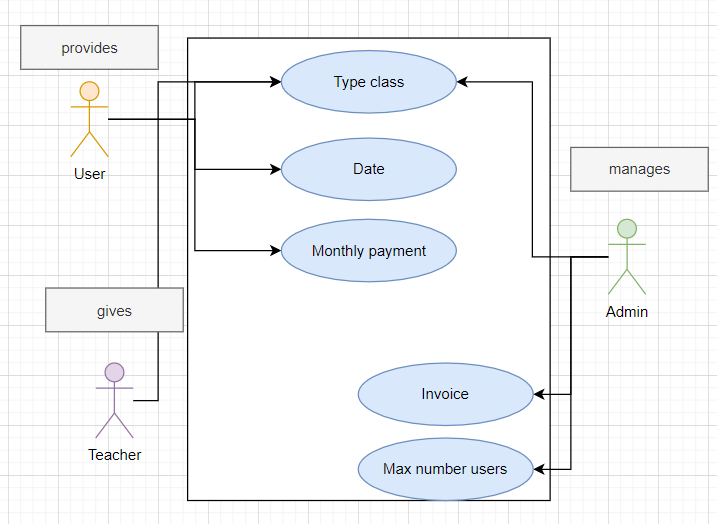 provides
Type class
User
Date
manages
Monthly payment
gives
Admin
Invoice
Teacher
Max number users